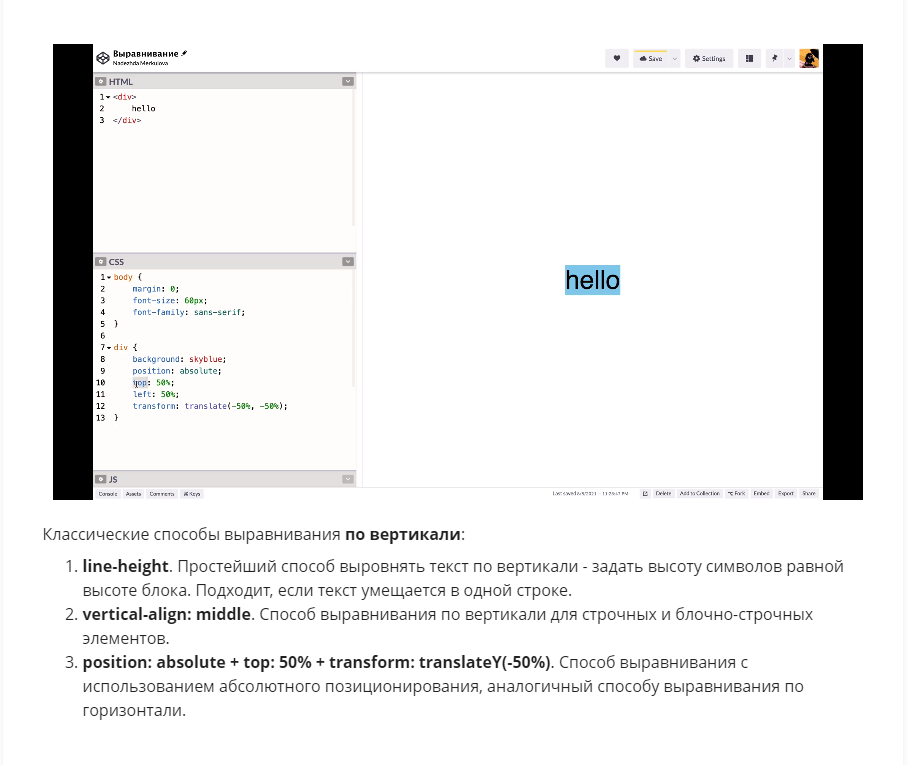 Выравнивание
Nadezhda Merkulova
Save
Settings
HTML
1 <div>
2 hello
3 </div>
CSS
1 body {
2 margin: 0;
3 font-size: 60px;
4 font-family: sans-serif;
5 }
6
7 div {
8 background: skyblue;
9 position: absolute;
10 top: 50%;
11 left: 50%;
12 transform: translate(-50%, -50%);
13 }
hello
JS
Console Assets Comments ⌘ Keys
Delete Add to Collection Fork Embed Export Share
Классические способы выравнивания по вертикали:
1. line-height. Простейший способ выровнять текст по вертикали - задать высоту символов равной
высоте блока. Подходит, если текст умещается в одной строке.
2. vertical-align: middle. Способ выравнивания по вертикали для строчных и блочно-строчных
элементов.
3. position: absolute + top: 50% + transform: translateY(-50%). Способ выравнивания с
использованием абсолютного позиционирования, аналогичный способу выравнивания по
горизонтали.